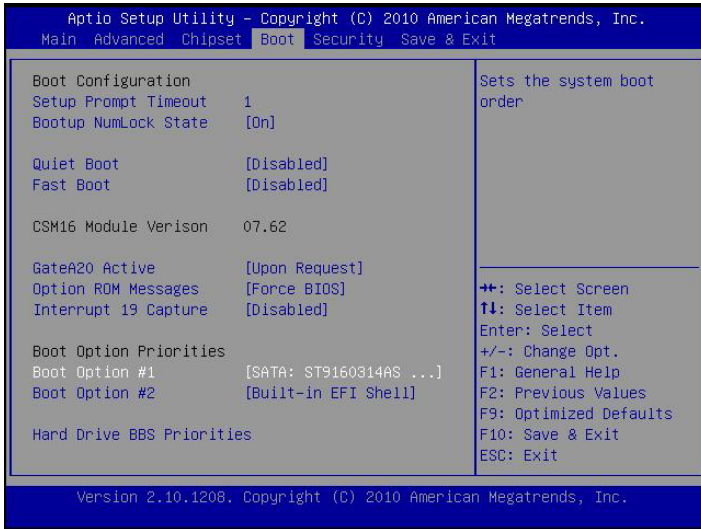 Aptio Setup Utility – Copyright (C) 2010 American Megatrends, Inc.
Main Advanced Chipset Boot Security Save & Exit
Boot Configuration
Setup Prompt Timeout 1
Bootup NumLock State [On]
Quiet Boot [Disabled]
Fast Boot [Disabled]
CSM16 Module Verison 07.62
GateA20 Active [Upon Request]
Option ROM Messages [Force BIOS]
Interrupt 19 Capture [Disabled]
Boot Option Priorities
Boot Option #1 [SATA: ST9160314AS ...]
Boot Option #2 [Built-in EFI Shell]
Hard Drive BBS Priorities
Sets the system boot
order
→←: Select Screen
↑↓: Select Item
Enter: Select
+/-: Change Opt.
F1: General Help
F2: Previous Values
F9: Optimized Defaults
F10: Save & Exit
ESC: Exit
Version 2.10.1208. Copyright (C) 2010 American Megatrends, Inc.